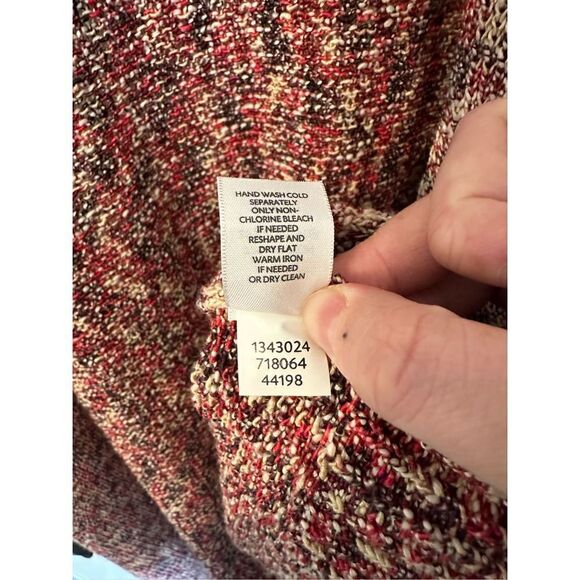 HAND WASH COLD
SEPARATELY
ONLY NON-
CHLORINE BLEACH
IF NEEDED
RESHAPE AND
DRY FLAT
WARM IRON
IF NEEDED
OR DRY CLEAN
1343024
718064
44198